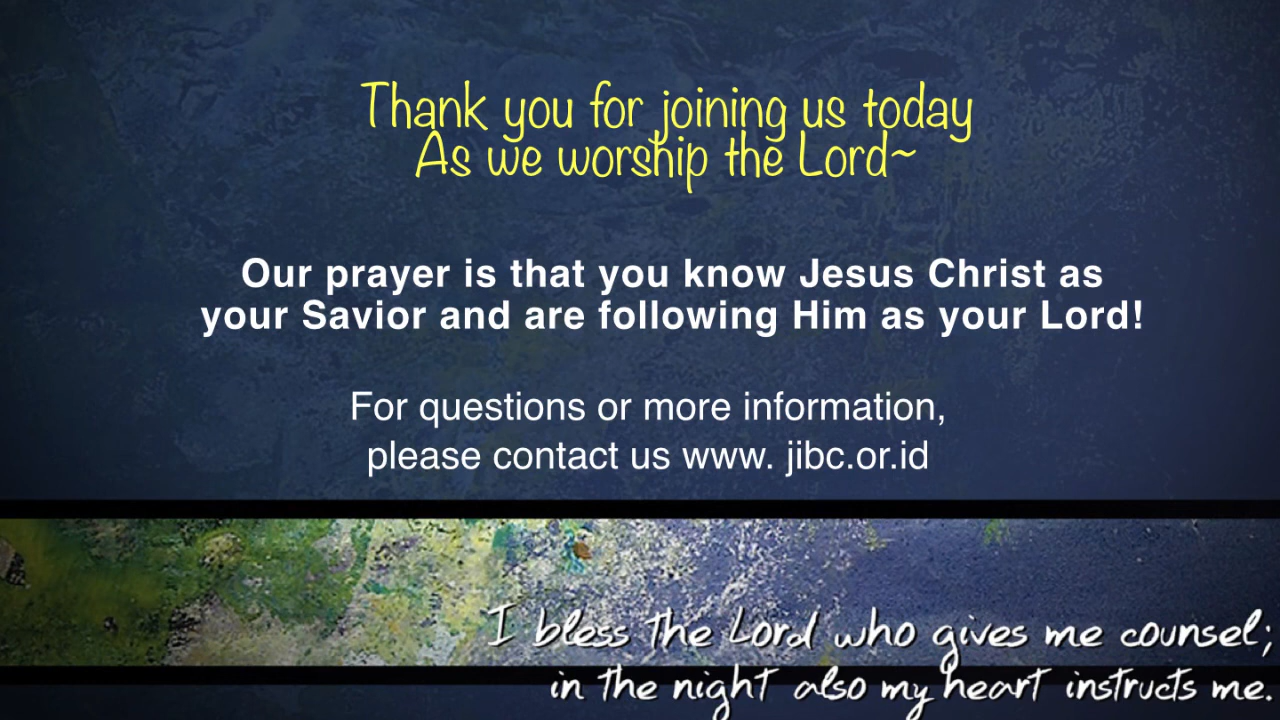 Thank you for joining us today
As we worship the Lord~
Our prayer is that you know Jesus Christ as
your Savior and are following Him as your Lord!
For questions or more information,
please contact us www. jibc.or.id
I bless the Lord who gives me counsel;
in the night also my heart instructs me.